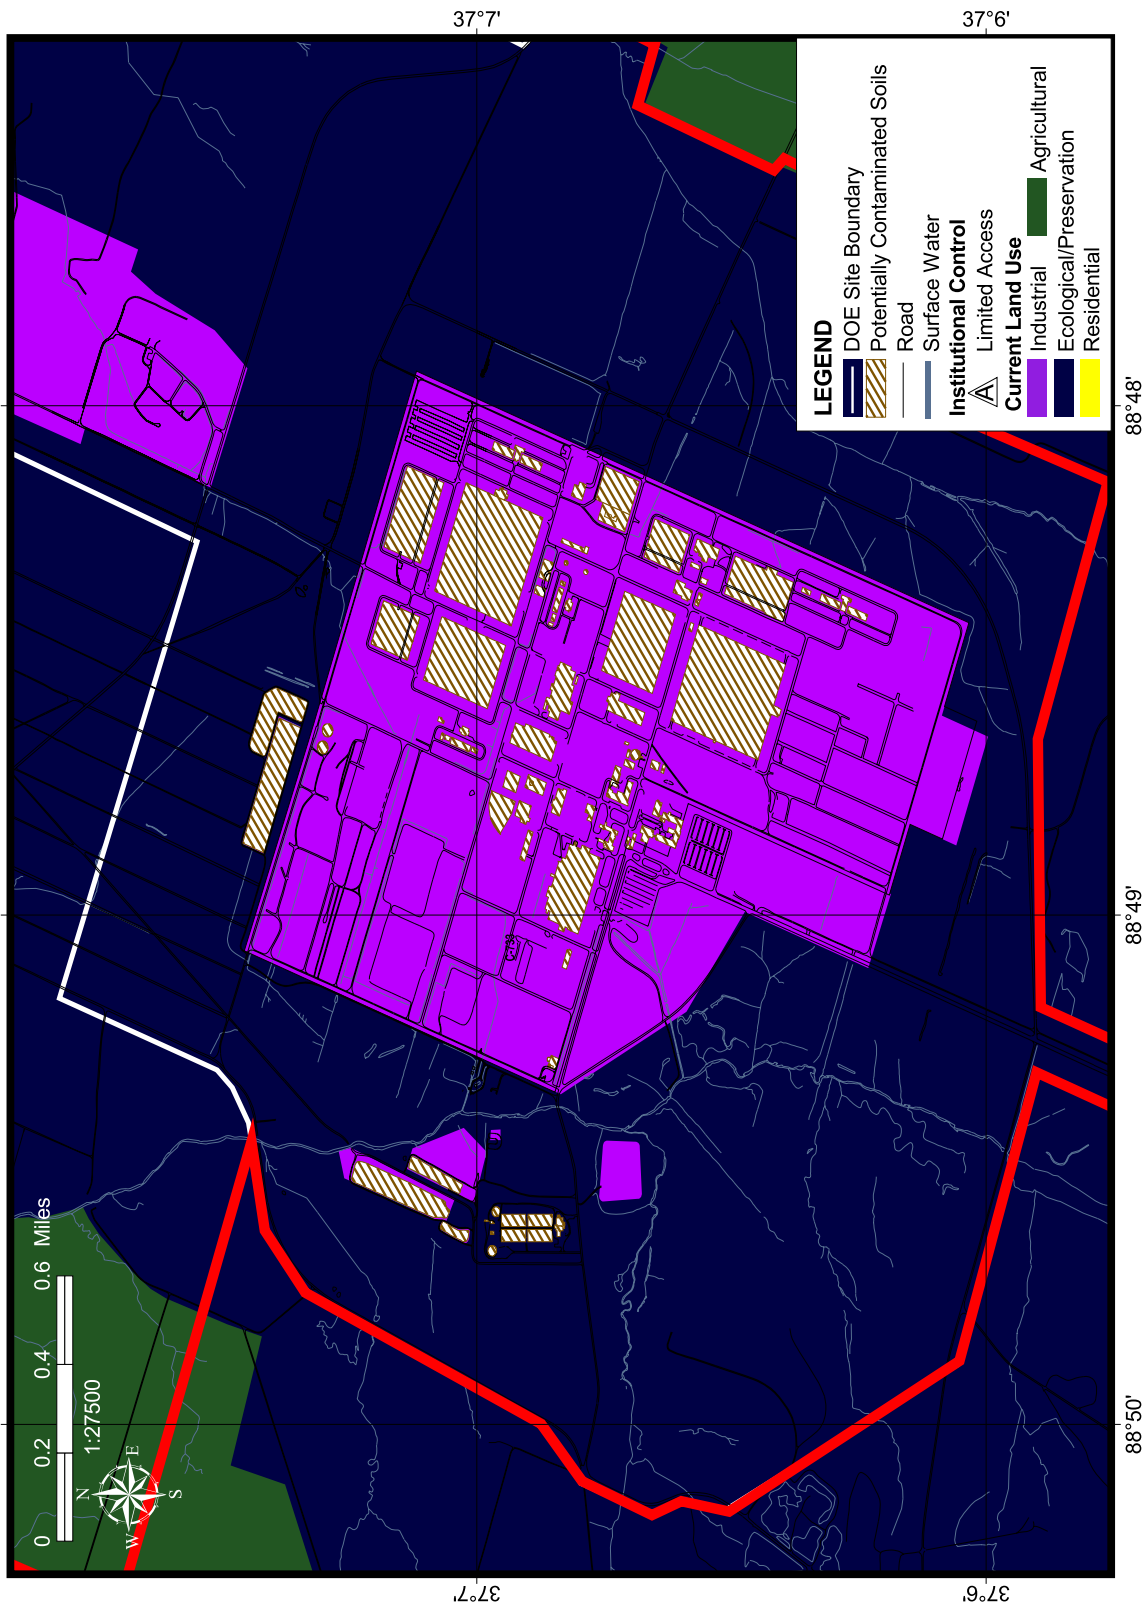 37°7'
37°6'
LEGEND
DOE Site Boundary
Potentially Contaminated Soils
Road
Surface Water
Institutional Control
A
Limited Access
Current Land Use
Industrial
Agricultural
Ecological/Preservation
Residential
88°48'
88°49'
88°50'
0 0.2 0.4 0.6 Miles
1:27500
N
W E
S
37°7'
37°6'